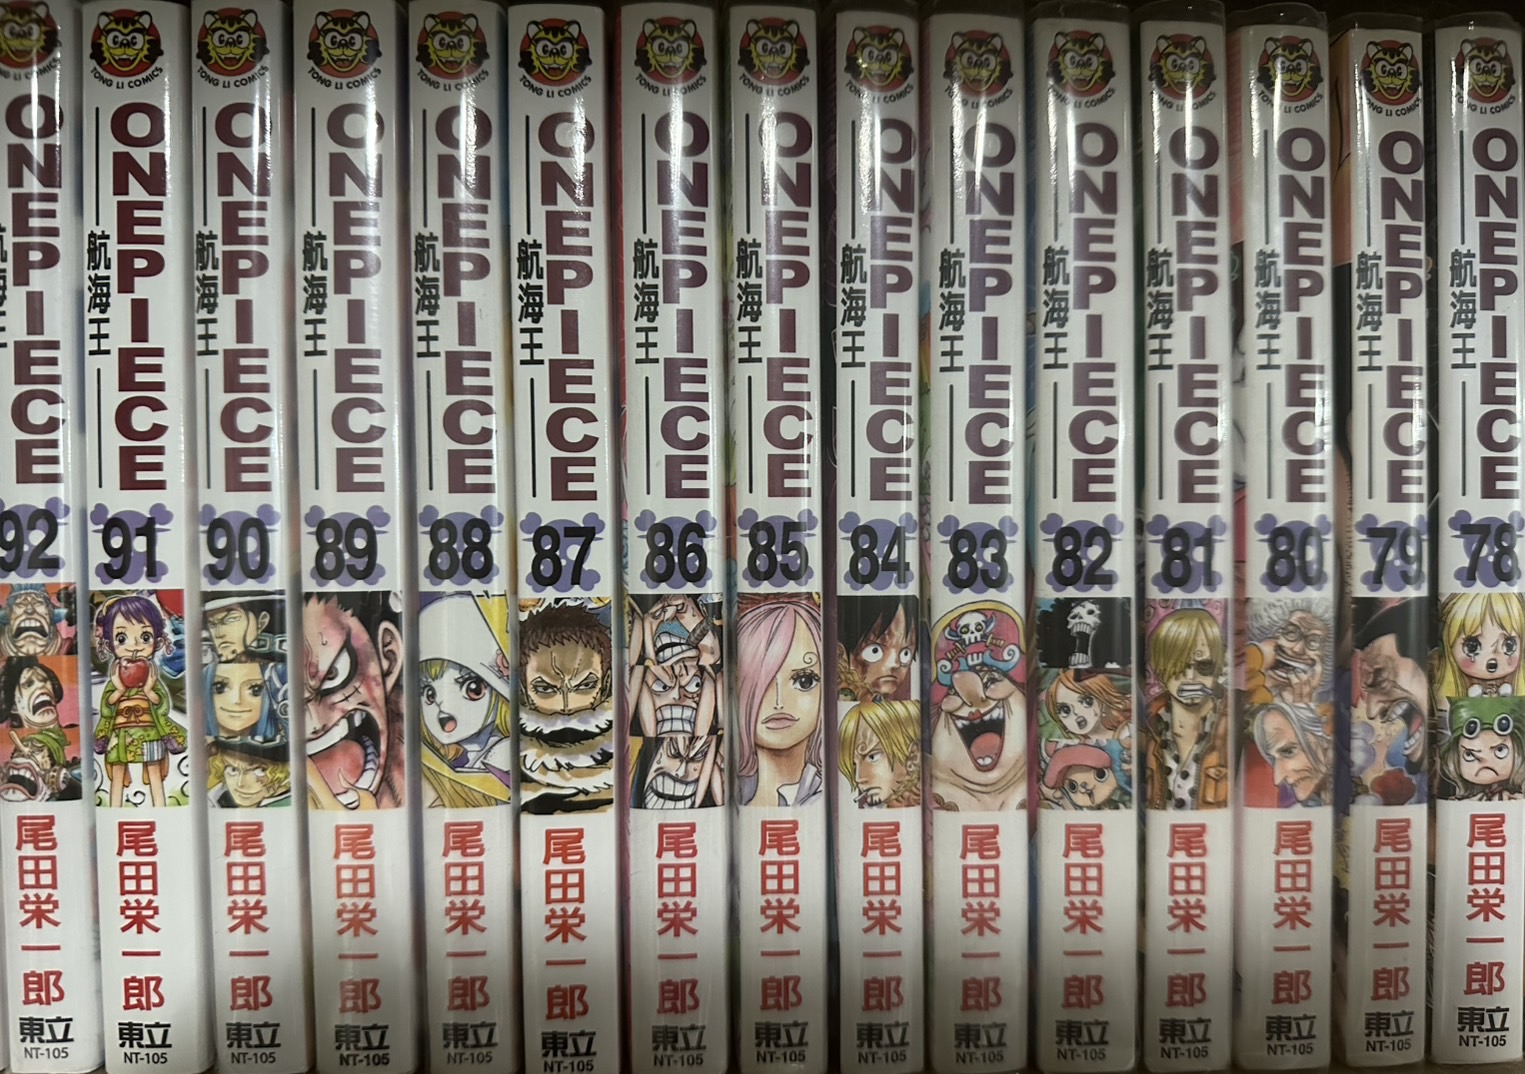 TONG LI COMICS
ONE PIECE
航海王
92
尾田栄一郎
東立
NT-105
TONG LI COMICS
ONE PIECE
航海王
91
尾田栄一郎
東立
NT-105
TONG LI COMICS
ONE PIECE
航海王
90
尾田栄一郎
東立
NT-105
TONG LI COMICS
ONE PIECE
航海王
89
尾田栄一郎
東立
NT-105
TONG LI COMICS
ONE PIECE
航海王
88
尾田栄一郎
東立
NT-105
TONG LI COMICS
ONE PIECE
航海王
87
尾田栄一郎
東立
NT-105
TONG LI COMICS
ONE PIECE
航海王
86
尾田栄一郎
東立
NT-105
TONG LI COMICS
ONE PIECE
航海王
85
尾田栄一郎
東立
NT-105
TONG LI COMICS
ONE PIECE
航海王
84
尾田栄一郎
東立
NT-105
TONG LI COMICS
ONE PIECE
航海王
83
尾田栄一郎
東立
NT-105
TONG LI COMICS
ONE PIECE
航海王
82
尾田栄一郎
東立
NT-105
TONG LI COMICS
ONE PIECE
航海王
81
尾田栄一郎
東立
NT-105
TONG LI COMICS
ONE PIECE
航海王
80
尾田栄一郎
東立
NT-105
TONG LI COMICS
ONE PIECE
航海王
79
尾田栄一郎
東立
NT-105
TONG LI COMICS
ONE PIECE
航海王
78
尾田栄一郎
東立
NT-105